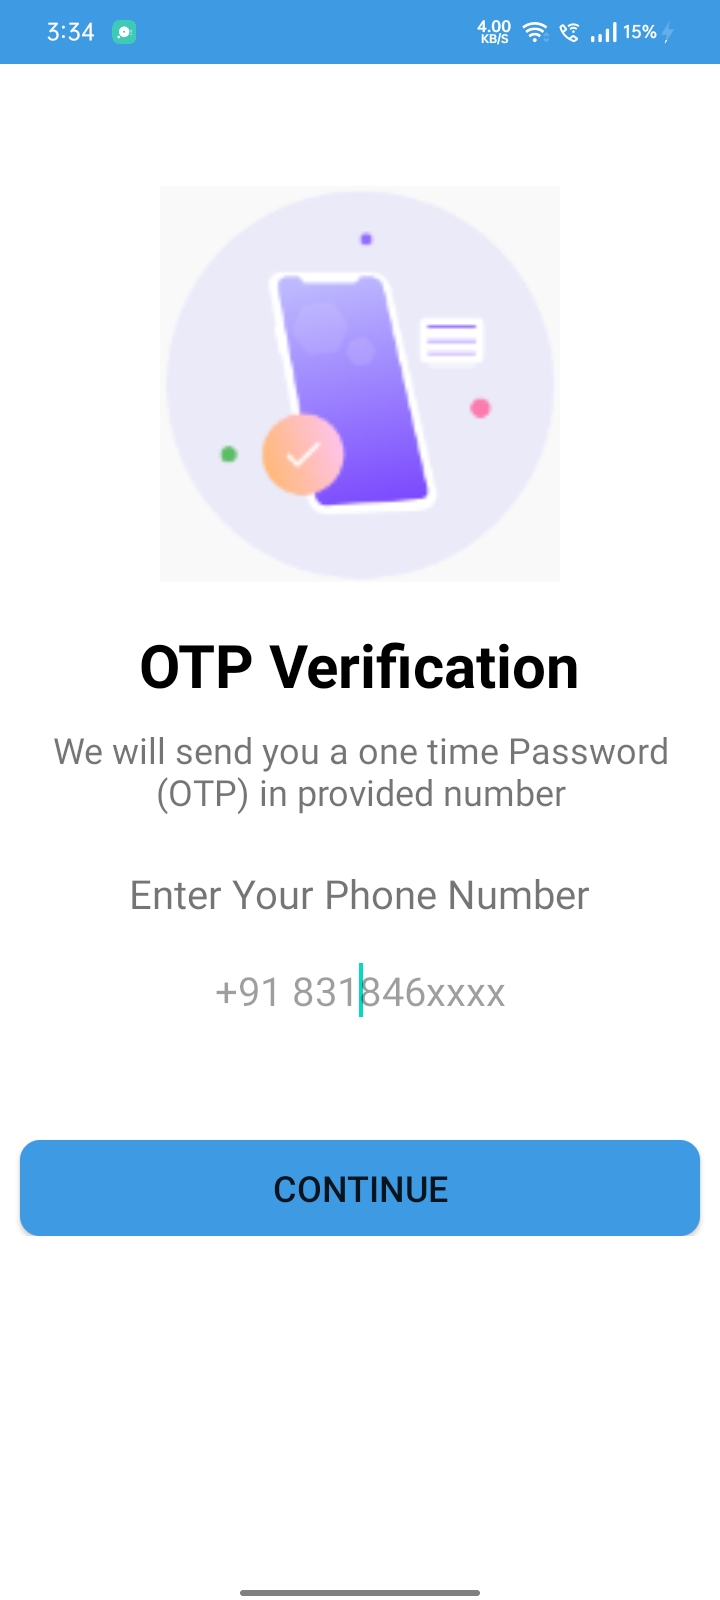 3:34 4.00 KB/S 15%
OTP Verification
We will send you a one time Password
(OTP) in provided number
Enter Your Phone Number
+91 831846xxxx
CONTINUE